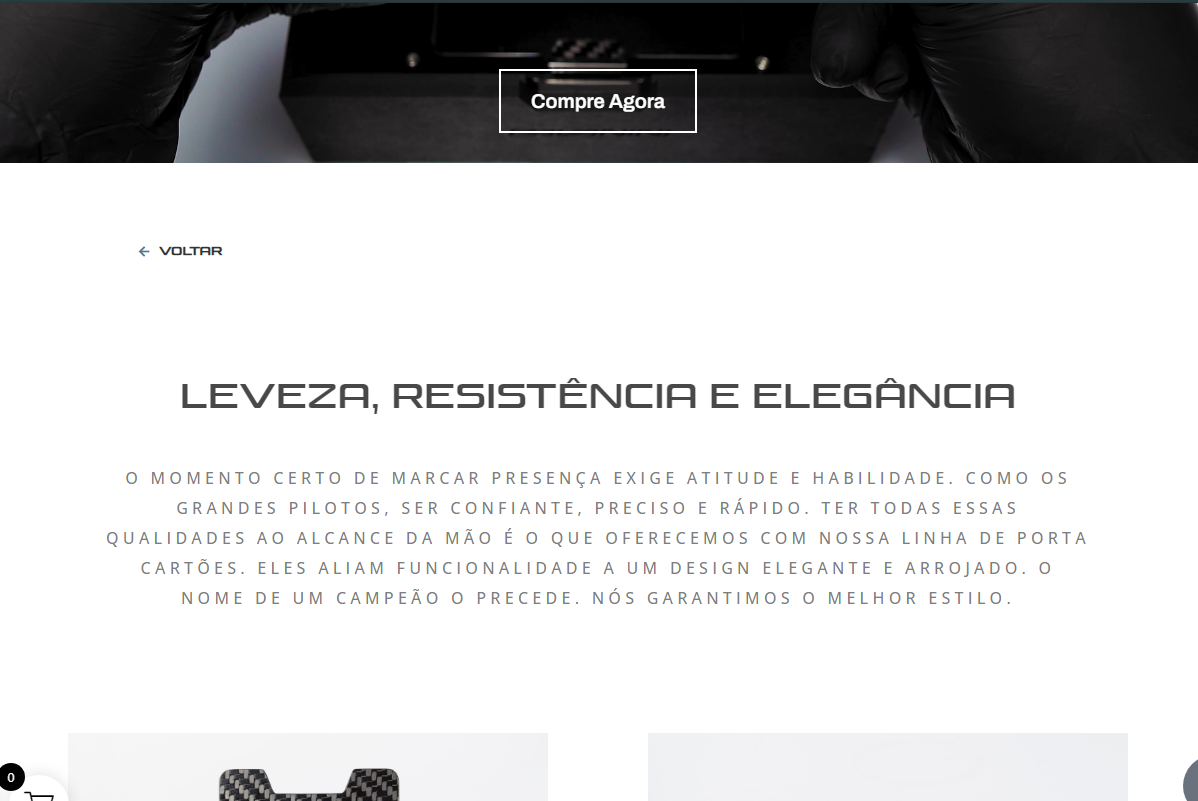 Compre Agora
← VOLTAR
LEVEZA, RESISTÊNCIA E ELEGÂNCIA
O MOMENTO CERTO DE MARCAR PRESENÇA EXIGE ATITUDE E HABILIDADE. COMO OS
GRANDES PILOTOS, SER CONFIANTE, PRECISO E RÁPIDO. TER TODAS ESSAS
QUALIDADES AO ALCANCE DA MÃO É O QUE OFERECEMOS COM NOSSA LINHA DE PORTA
CARTÕES. ELES ALIAM FUNCIONALIDADE A UM DESIGN ELEGANTE E ARROJADO. O
NOME DE UM CAMPEÃO O PRECEDE. NÓS GARANTIMOS O MELHOR ESTILO.
0